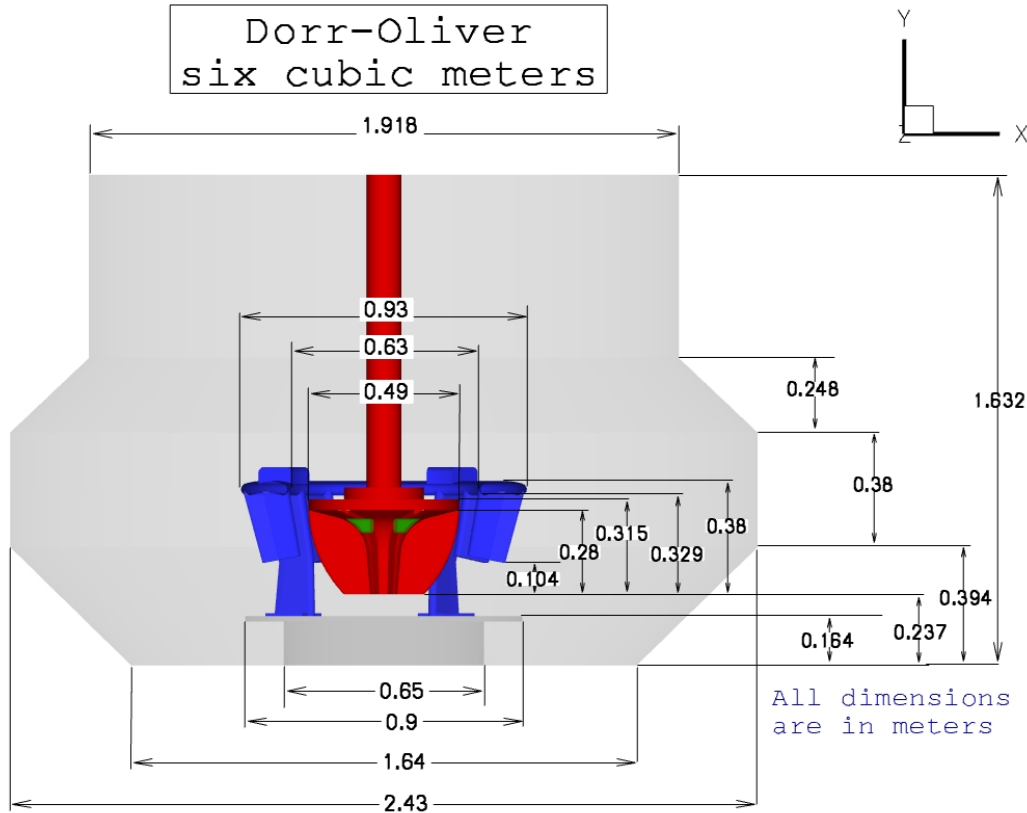 Dorr-Oliver
six cubic meters
Y
Z
X
1.918
0.93
0.63
0.49
0.248
1.632
0.38
0.38
0.315
0.329
0.28
0.104
0.394
0.237
0.164
0.65
0.9
1.64
2.43
All dimensions
are in meters